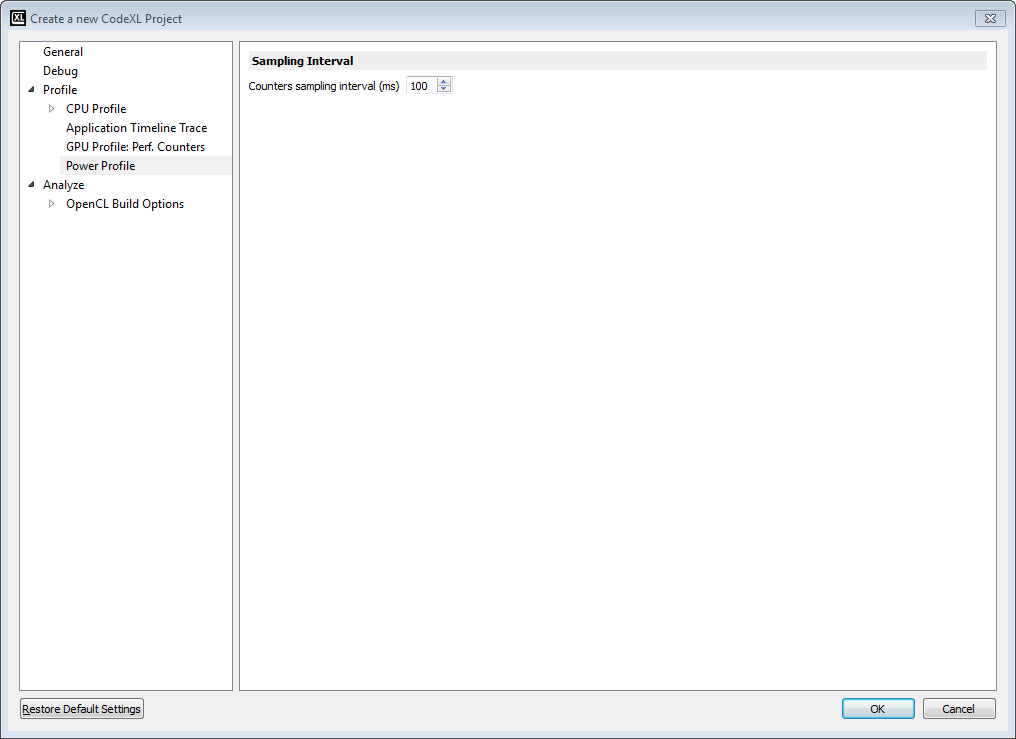 XL Create a new CodeXL Project
General
Debug
Profile
CPU Profile
Application Timeline Trace
GPU Profile: Perf. Counters
Power Profile
Analyze
OpenCL Build Options
Sampling Interval
Counters sampling interval (ms) 100
Restore Default Settings
OK
Cancel